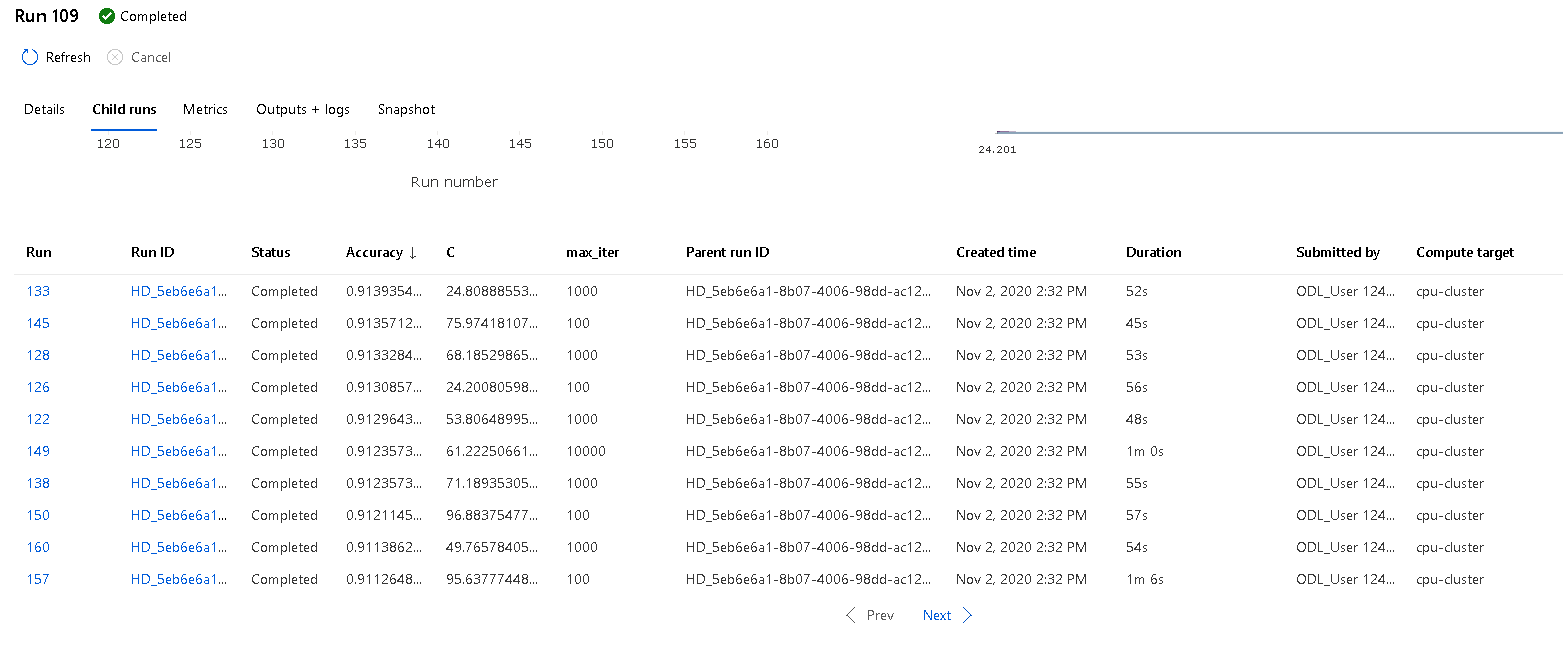 Run 109 Completed
Refresh Cancel
Details Child runs Metrics Outputs + logs Snapshot
120 125 130 135 140 145 150 155 160
24.201
Run number
Run Run ID Status Accuracy ↓ C max_iter Parent run ID Created time Duration Submitted by Compute target
133 HD_5eb6e6a1... Completed 0.9139354... 24.80888553... 1000 HD_5eb6e6a1-8b07-4006-98dd-ac12... Nov 2, 2020 2:32 PM 52s ODL_User 124... cpu-cluster
145 HD_5eb6e6a1... Completed 0.9135712... 75.97418107... 100 HD_5eb6e6a1-8b07-4006-98dd-ac12... Nov 2, 2020 2:32 PM 45s ODL_User 124... cpu-cluster
128 HD_5eb6e6a1... Completed 0.9133284... 68.18529865... 1000 HD_5eb6e6a1-8b07-4006-98dd-ac12... Nov 2, 2020 2:32 PM 53s ODL_User 124... cpu-cluster
126 HD_5eb6e6a1... Completed 0.9130857... 24.20080598... 100 HD_5eb6e6a1-8b07-4006-98dd-ac12... Nov 2, 2020 2:32 PM 56s ODL_User 124... cpu-cluster
122 HD_5eb6e6a1... Completed 0.9129643... 53.80648995... 1000 HD_5eb6e6a1-8b07-4006-98dd-ac12... Nov 2, 2020 2:32 PM 48s ODL_User 124... cpu-cluster
149 HD_5eb6e6a1... Completed 0.9123573... 61.22250661... 10000 HD_5eb6e6a1-8b07-4006-98dd-ac12... Nov 2, 2020 2:32 PM 1m 0s ODL_User 124... cpu-cluster
138 HD_5eb6e6a1... Completed 0.9123573... 71.18935305... 1000 HD_5eb6e6a1-8b07-4006-98dd-ac12... Nov 2, 2020 2:32 PM 55s ODL_User 124... cpu-cluster
150 HD_5eb6e6a1... Completed 0.9121145... 96.88375477... 100 HD_5eb6e6a1-8b07-4006-98dd-ac12... Nov 2, 2020 2:32 PM 57s ODL_User 124... cpu-cluster
160 HD_5eb6e6a1... Completed 0.9113862... 49.76578405... 1000 HD_5eb6e6a1-8b07-4006-98dd-ac12... Nov 2, 2020 2:32 PM 54s ODL_User 124... cpu-cluster
157 HD_5eb6e6a1... Completed 0.9112648... 95.63777448... 100 HD_5eb6e6a1-8b07-4006-98dd-ac12... Nov 2, 2020 2:32 PM 1m 6s ODL_User 124... cpu-cluster
Prev Next